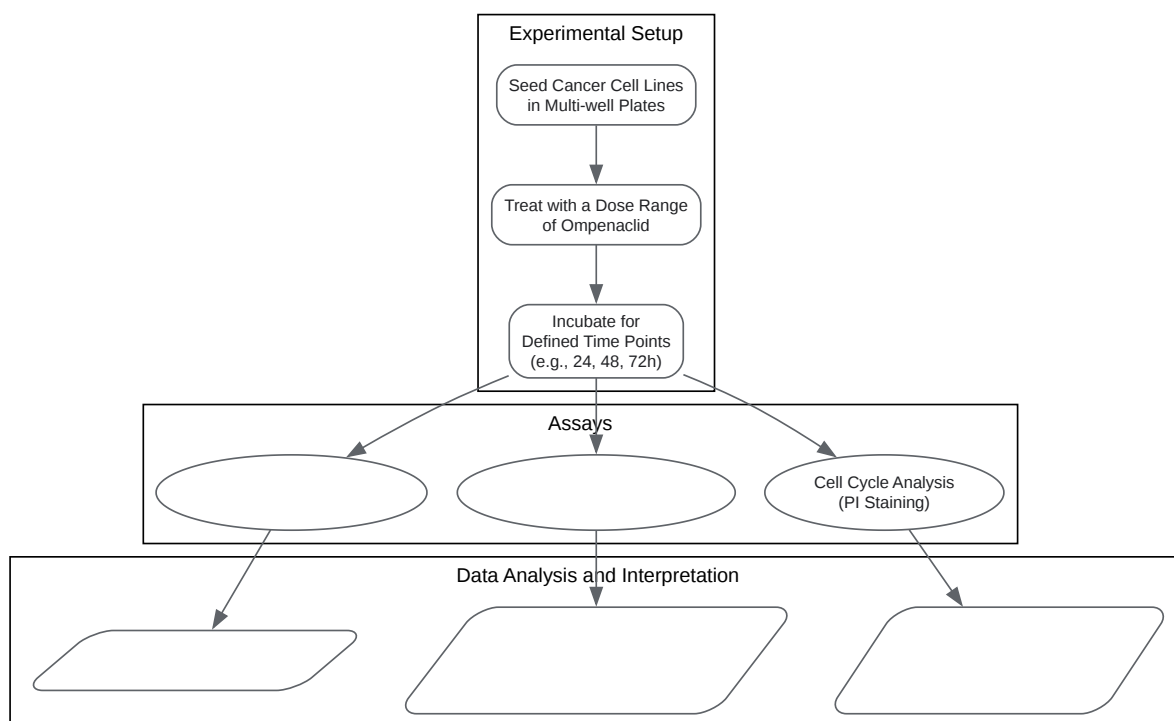 Experimental Setup
Seed Cancer Cell Lines
in Multi-well Plates
Treat with a Dose Range
of Ompenaclid
Incubate for
Defined Time Points
(e.g., 24, 48, 72h)
Assays
Cell Cycle Analysis
(PI Staining)
Data Analysis and Interpretation